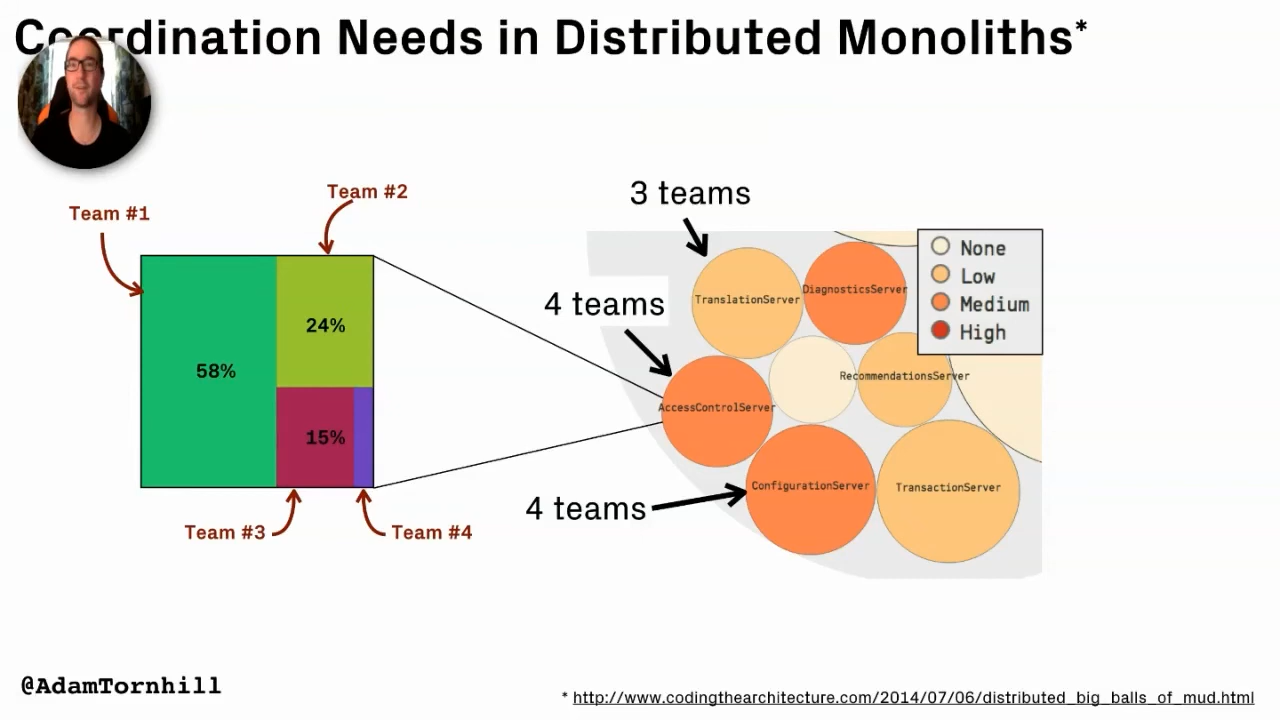 Coordination Needs in Distributed Monoliths*
Team #1
Team #2
58%
24%
15%
Team #3
Team #4
3 teams
4 teams
4 teams
TranslationServer
DiagnosticsServer
AccessControlServer
RecommendationsServer
ConfigurationServer
TransactionServer
None
Low
Medium
High
@AdamTornhill
* http://www.codingthearchitecture.com/2014/07/06/distributed_big_balls_of_mud.html